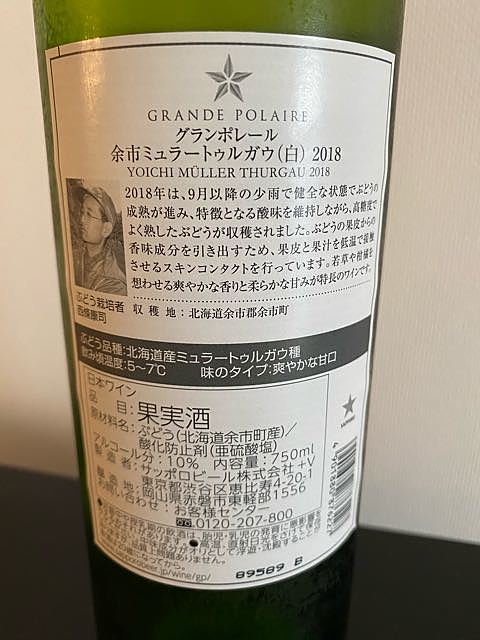 GRANDE POLAIRE
グランポレール
余市ミュラートゥルガウ(白) 2018
YOICHI MÜLLER THURGAU 2018
2018年は、9月以降の少雨で健全な状態でぶどうの
成熟が進み、特徴となる酸味を維持しながら、高糖度で
よく熟したぶどうが収穫されました。ぶどうの果皮からの
香味成分を引き出すため、果皮と果汁を低温で接触
させるスキンコンタクトを行っています。若草や柑橘を
想わせる爽やかな香りと柔らかな甘みが特長のワインです。
ぶどう栽培者
西條康司
収穫地:北海道余市郡余市町
ぶどう品種:北海道産ミュラートゥルガウ種
飲み頃温度:5~7℃ 味のタイプ:爽やかな甘口
日本ワイン
品目:果実酒
原材料名:ぶどう(北海道余市町産)/
酸化防止剤(亜硫酸塩)
アルコール分:10% 内容量:750ml
製造者:サッポロビール株式会社 +V
東京都渋谷区恵比寿4-20-1
製造地:岡山県赤磐市東軽部1556
お問い合わせ:お客様センター
0120-207-800
89589 B